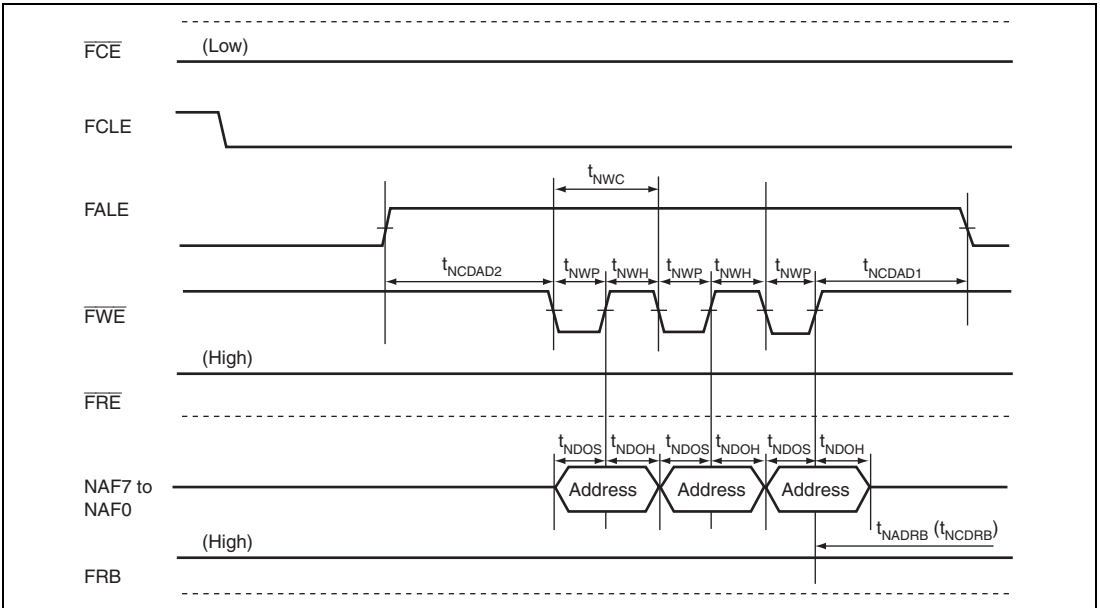 FCE (Low)
FCLE
tNWC
FALE
tNCDAD2 tNWP tNWH tNWP tNWH tNWP tNCDAD1
FWE
(High)
FRE
tNDOS tNDOH tNDOS tNDOH tNDOS tNDOH
NAF7 to
NAF0
Address Address Address
tNADRB (tNCDRB)
(High)
FRB